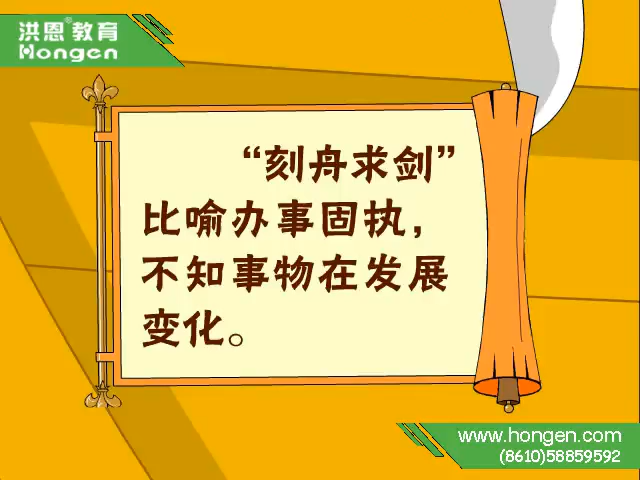 洪恩®教育
Hongen
“刻舟求剑”
比喻办事固执，
不知事物在发展
变化。
www.hongen.com
(8610)58859592